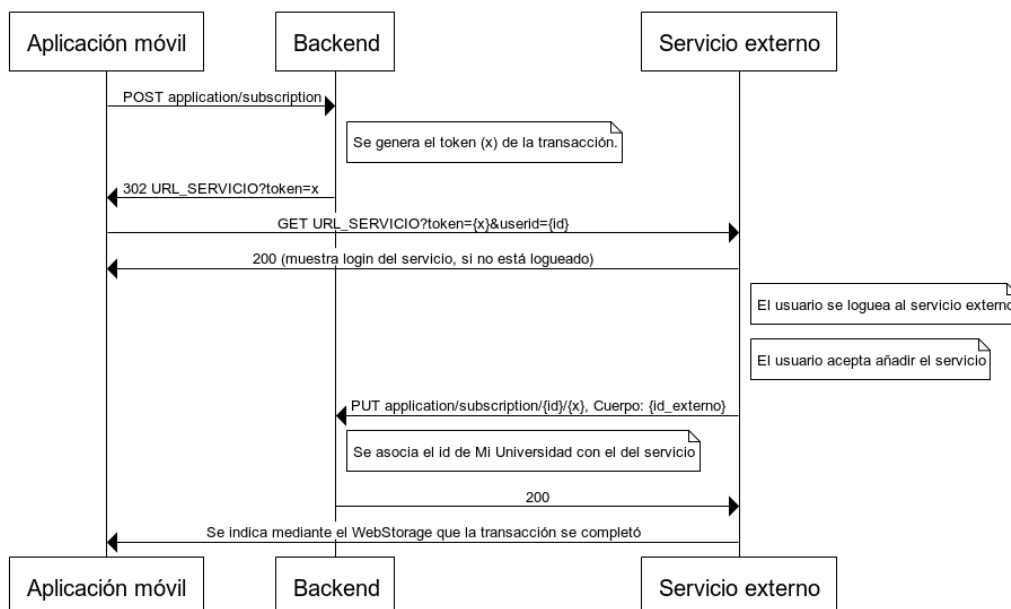 Aplicación móvil
Backend
Servicio externo
POST application/subscription
Se genera el token (x) de la transacción.
302 URL_SERVICIO?token=x
GET URL_SERVICIO?token={x}&userid={id}
200 (muestra login del servicio, si no está logueado)
El usuario se loguea al servicio externo
El usuario acepta añadir el servicio
PUT application/subscription/{id}/{x}, Cuerpo: {id_externo}
Se asocia el id de Mi Universidad con el del servicio
200
Se indica mediante el WebStorage que la transacción se completó
Aplicación móvil
Backend
Servicio externo